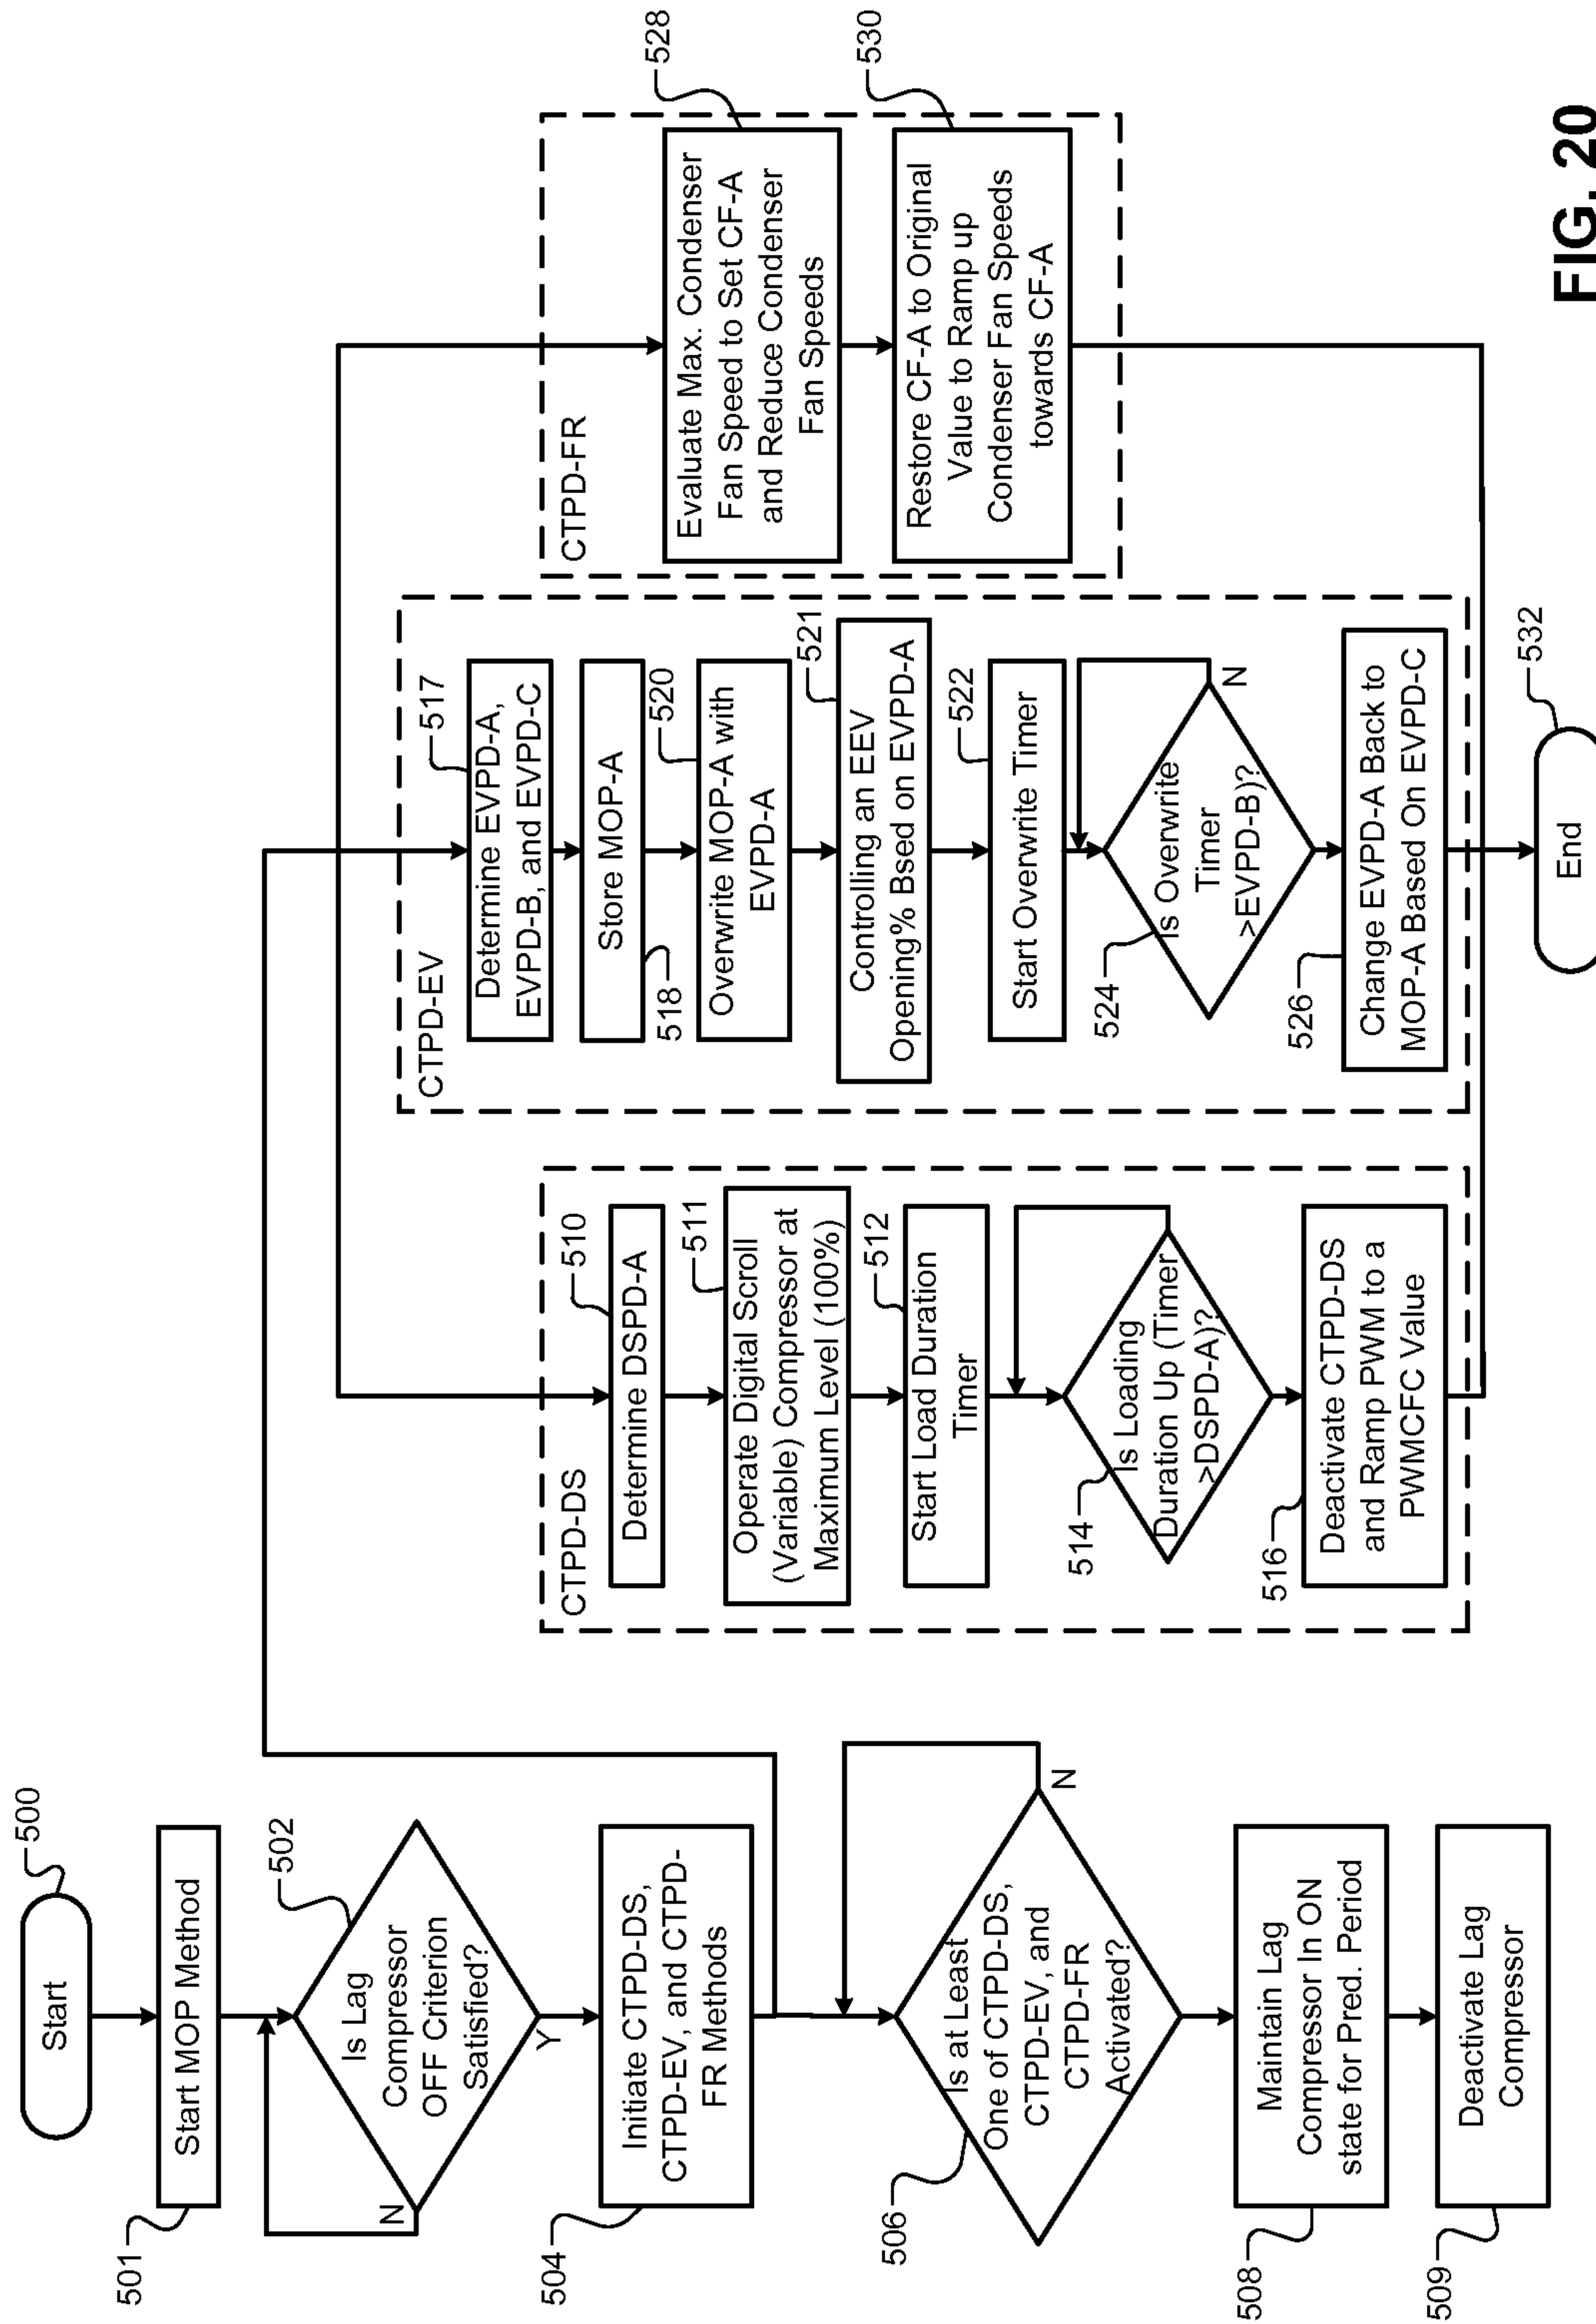 500
Start
501
Start MOP Method
502
Is Lag
Compressor
OFF Criterion
Satisfied?
N
Y
504
Initiate CTPD-DS,
CTPD-EV, and CTPD-
FR Methods
506
Is at Least
One of CTPD-DS,
CTPD-EV, and
CTPD-FR
Activated?
N
508
Maintain Lag
Compressor In ON
state for Pred. Period
509
Deactivate Lag
Compressor
CTPD-DS
510
Determine DSPD-A
511
Operate Digital Scroll
(Variable) Compressor at
Maximum Level (100%)
512
Start Load Duration
Timer
514
Is Loading
Duration Up (Timer
>DSPD-A)?
516
Deactivate CTPD-DS
and Ramp PWM to a
PWMCFC Value
CTPD-EV
517
Determine EVPD-A,
EVPD-B, and EVPD-C
518
Store MOP-A
520
Overwrite MOP-A with
EVPD-A
521
Controlling an EEV
Opening% Bsed on EVPD-A
522
Start Overwrite Timer
524
Is Overwrite
Timer
>EVPD-B)?
N
526
Change EVPD-A Back to
MOP-A Based On EVPD-C
CTPD-FR
528
Evaluate Max. Condenser
Fan Speed to Set CF-A
and Reduce Condenser
Fan Speeds
530
Restore CF-A to Original
Value to Ramp up
Condenser Fan Speeds
towards CF-A
532
End
FIG. 20